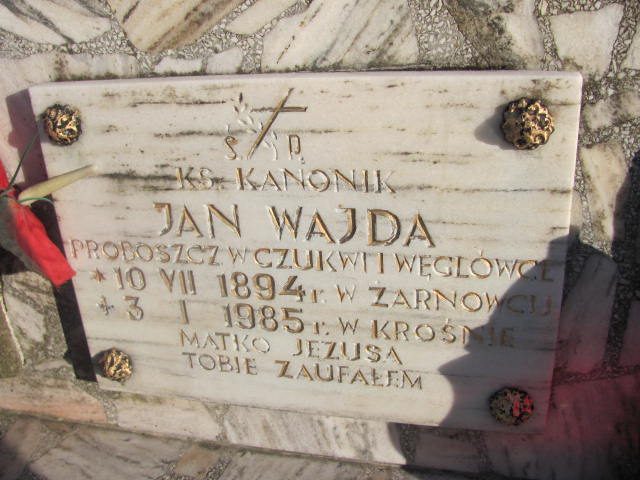 Ś. P.
KS. KANONIK
JAN WAJDA
PROBOSZCZ W CZUKWI I WĘGLÓWCE
* 10 VII 1894 r. W ŻARNOWCU
+ 3 I 1985 r. W KROŚNIE
MATKO JEZUSA
TOBIE ZAUFAŁEM